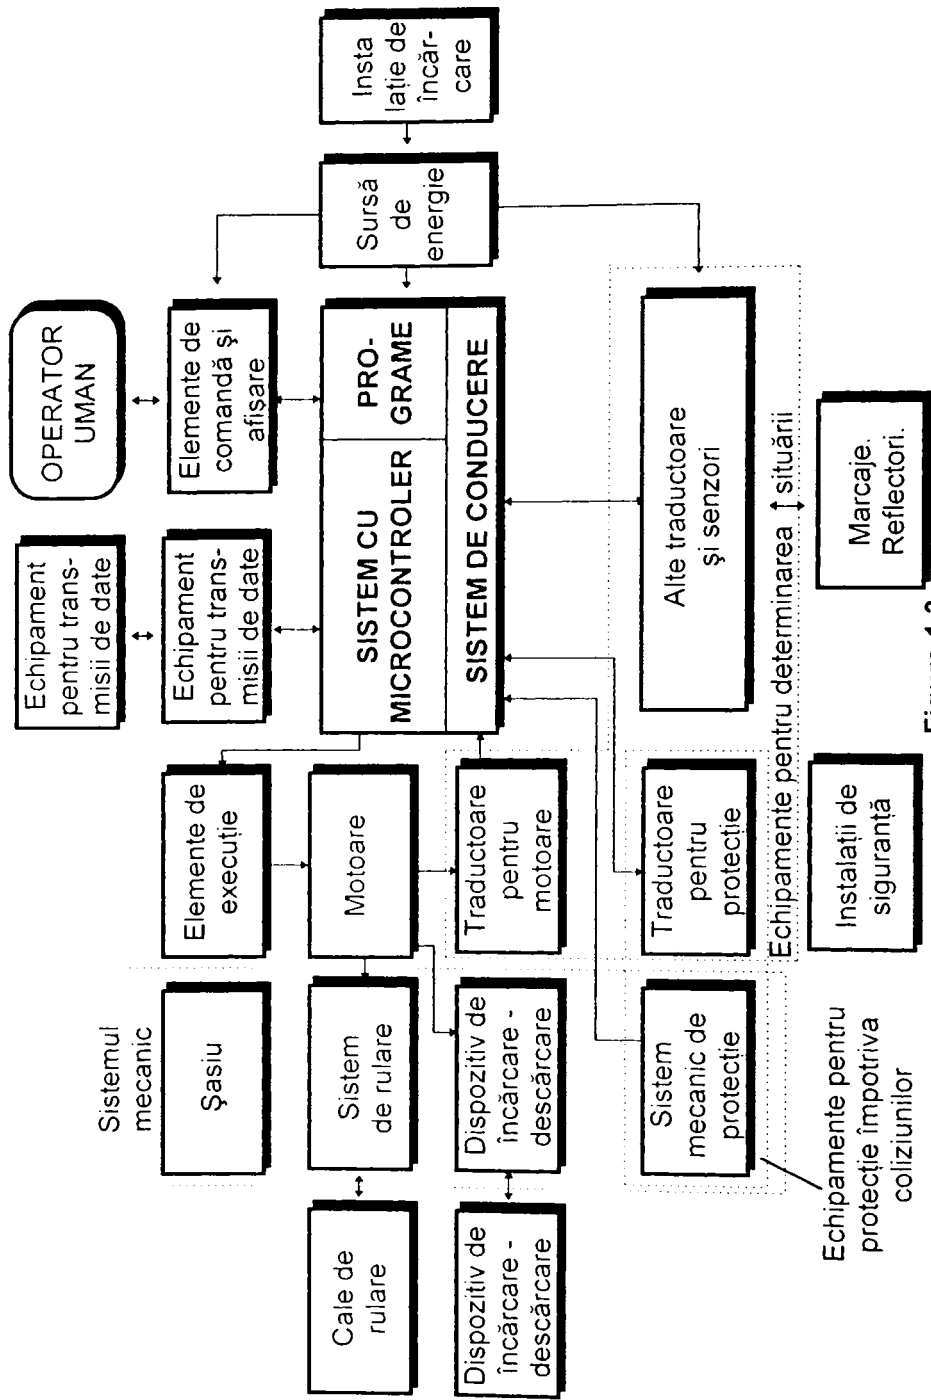 Sistemul
mecanic
Șasiu
Cale de
rulare
Sistem
de rulare
Dispozitiv de
încărcare -
descărcare
Dispozitiv de
încărcare -
descărcare
Sistem
mecanic de
protecție
Echipamente pentru
protecție împotriva
coliziunilor
Elemente de
execuție
Motoare
Traductoare
pentru
motoare
Traductoare
pentru
protecție
Instalații de
siguranță
Echipament
pentru trans-
misii de date
Echipament
pentru trans-
misii de date
OPERATOR
UMAN
Elemente de
comandă și
afișare
SISTEM CU
MICROCONTROLER
PRO-
GRAME
SISTEM DE CONDUCERE
Alte traductoare
și senzori
Echipamente pentru determinarea situării
Marcaje.
Reflectori.
Sursă
de
energie
Insta
lație de
încăr-
care